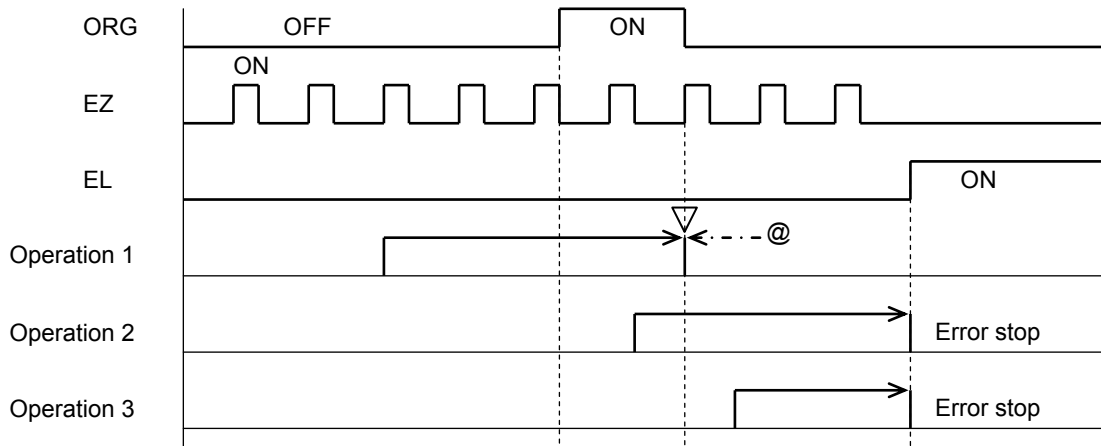 ORG OFF ON
ON
EZ
EL ON
Operation 1 @
Operation 2 Error stop
Operation 3 Error stop